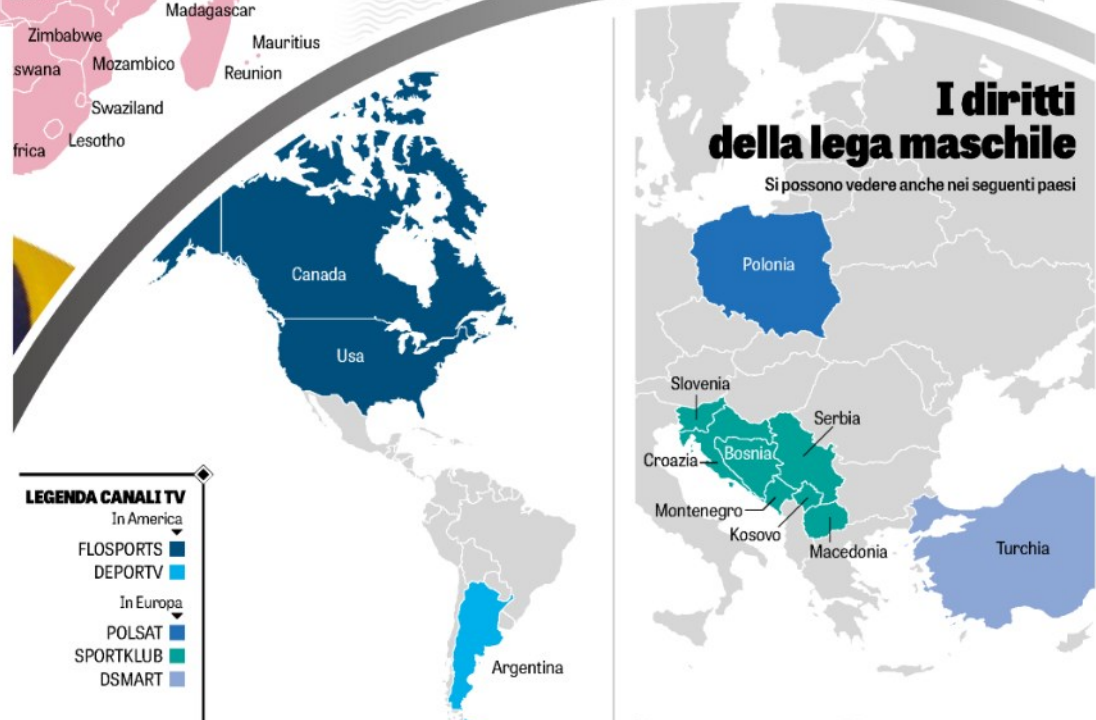 Madagascar
Zimbabwe
Mauritius
swana
Mozambico
Reunion
Swaziland
Lesotho
frica
I diritti
della lega maschile
Si possono vedere anche nei seguenti paesi
Canada
Usa
Argentina
Polonia
Slovenia
Serbia
Croazia
Bosnia
Montenegro
Kosovo
Macedonia
Turchia
LEGENDA CANALI TV
In America
FLOSPORTS
DEPORTV
In Europa
POLSAT
SPORTKLUB
DSMART